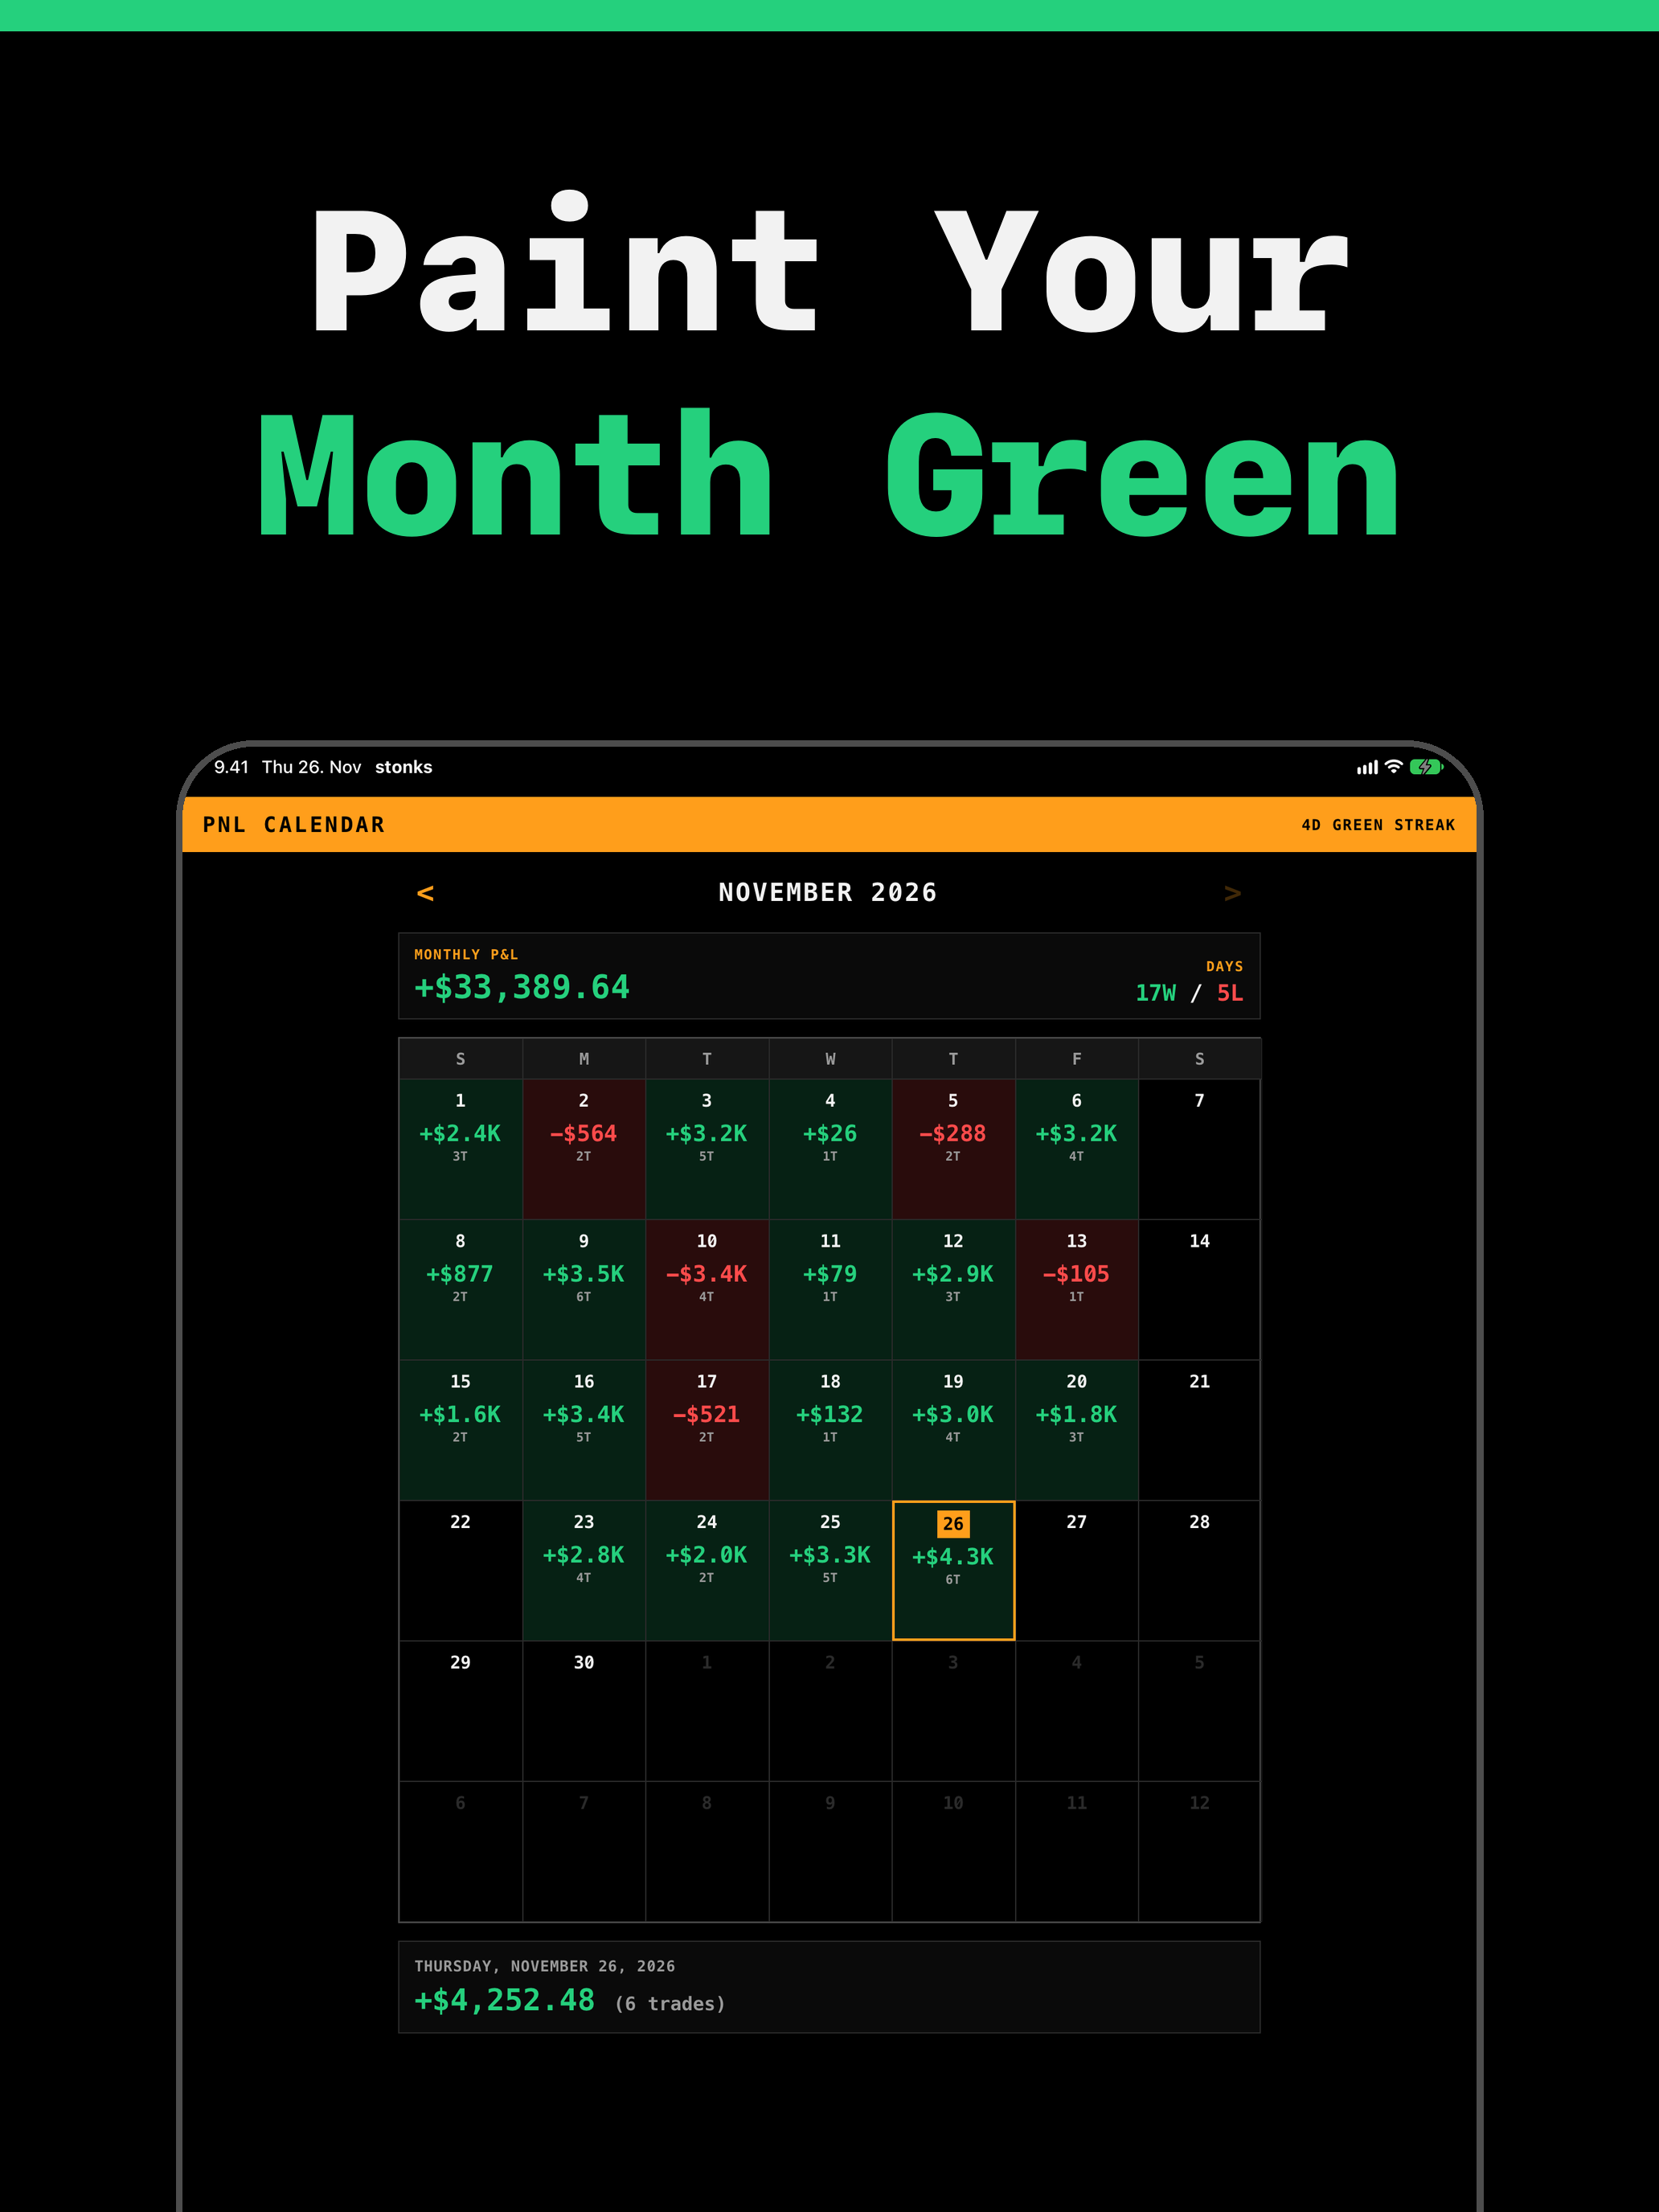 Paint Your
Month Green
9.41 Thu 26. Nov stonks
PNL CALENDAR 4D GREEN STREAK
< NOVEMBER 2026 >
MONTHLY P&L
DAYS
+$33,389.64 17W / 5L
S M T W T F S
1 2 3 4 5 6 7
+$2.4K −$564 +$3.2K +$26 −$288 +$3.2K
3T 2T 5T 1T 2T 4T
8 9 10 11 12 13 14
+$877 +$3.5K −$3.4K +$79 +$2.9K −$105
2T 6T 4T 1T 3T 1T
15 16 17 18 19 20 21
+$1.6K +$3.4K −$521 +$132 +$3.0K +$1.8K
2T 5T 2T 1T 4T 3T
22 23 24 25 26 27 28
+$2.8K +$2.0K +$3.3K +$4.3K
4T 2T 5T 6T
29 30 1 2 3 4 5
6 7 8 9 10 11 12
THURSDAY, NOVEMBER 26, 2026
+$4,252.48 (6 trades)